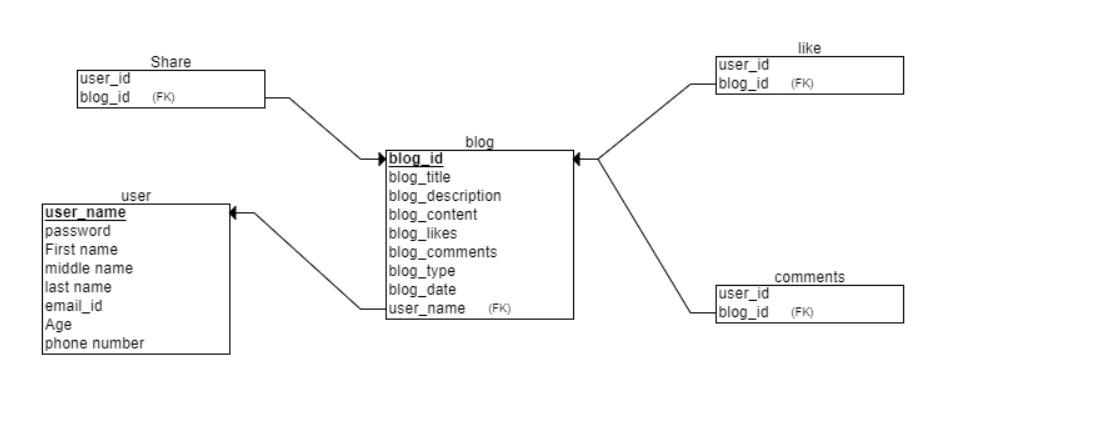 Share
user_id
blog_id (FK)
like
user_id
blog_id (FK)
blog
blog_id
blog_title
blog_description
blog_content
blog_likes
blog_comments
blog_type
blog_date
user_name (FK)
user
user_name
password
First name
middle name
last name
email_id
Age
phone number
comments
user_id
blog_id (FK)